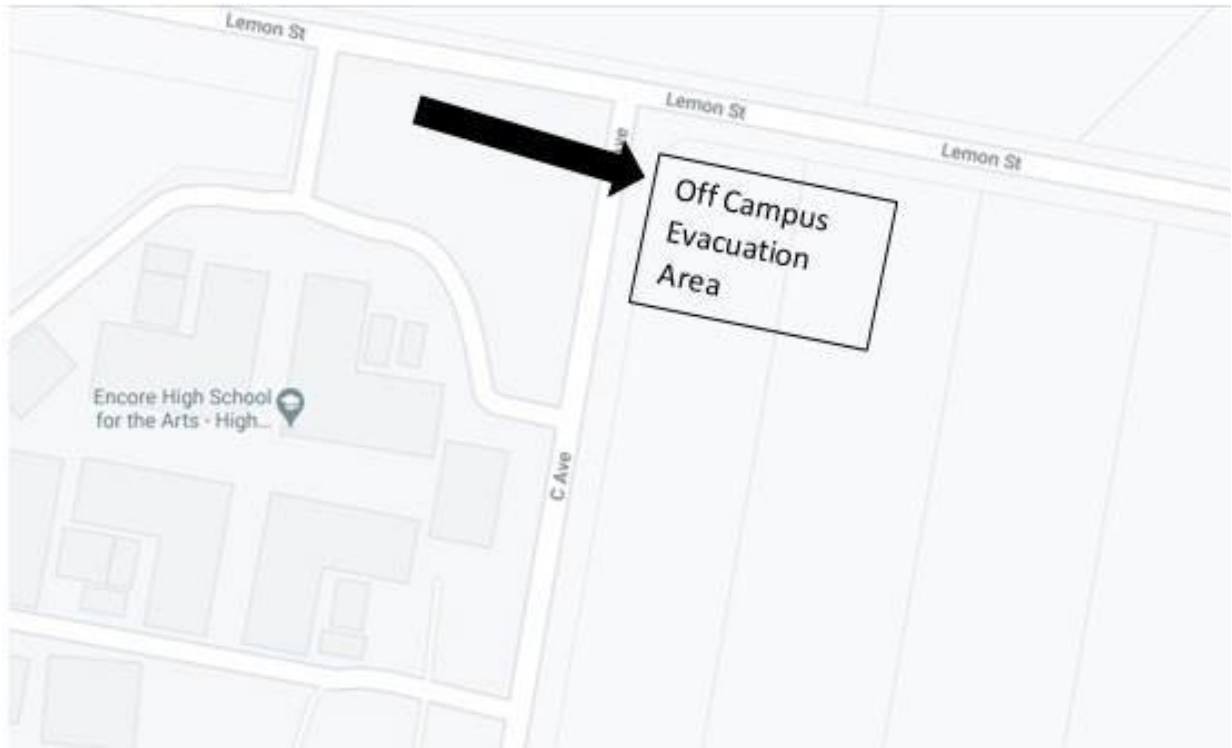 Lemon St
Lemon St
Lemon St
Off Campus
Evacuation
Area
Encore High School
for the Arts - High...
C Ave